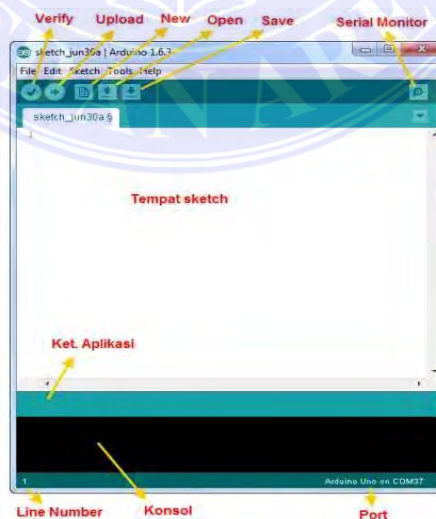 Verify Upload New Open Save Serial Monitor
sketch_jun30a | Arduino 1.6.3
File Edit Sketch Tools Help
sketch_jun30a §
Tempat sketch
Ket. Aplikasi
1 Arduino Uno on COM37
Line Number Konsol Port